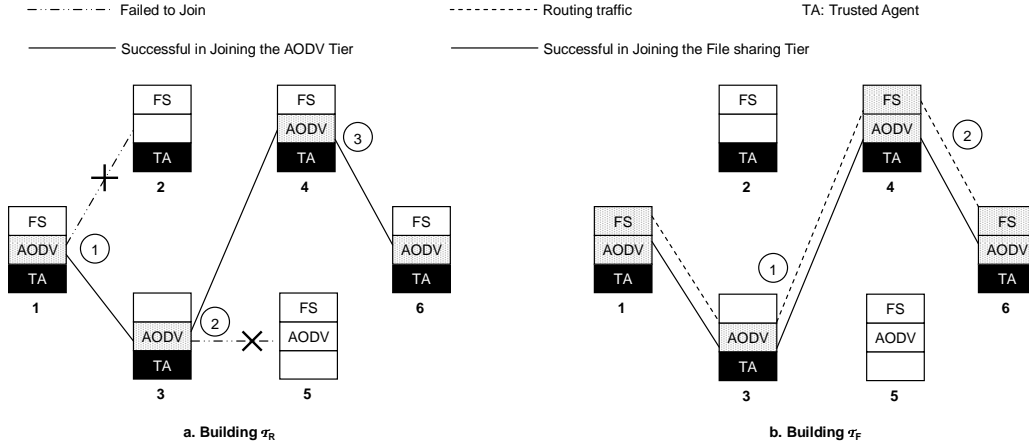 Failed to Join
Routing traffic
TA: Trusted Agent
Successful in Joining the AODV Tier
Successful in Joining the File sharing Tier
FS
TA
2
FS
AODV
TA
4
3
FS
AODV
TA
1
1
AODV
TA
3
2
FS
AODV
5
FS
AODV
TA
6
a. Building 𝒯R
FS
TA
2
FS
AODV
TA
4
2
FS
AODV
TA
1
1
AODV
TA
3
FS
AODV
5
FS
AODV
TA
6
b. Building 𝒯F